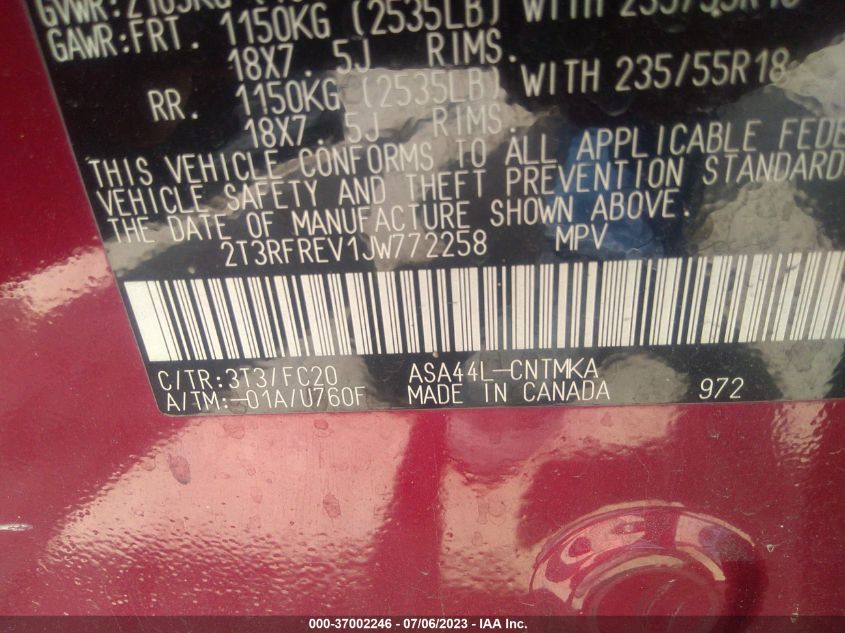 GVWR:2105KG
GAWR:FRT. 1150KG (2535LB) WITH 235/55R18
18X7. 5J RIMS.
RR. 1150KG (2535LB) WITH 235/55R18
18X7. 5J RIMS.
THIS VEHICLE CONFORMS TO ALL APPLICABLE FEDE
VEHICLE SAFETY AND THEFT PREVENTION STANDARD
THE DATE OF MANUFACTURE SHOWN ABOVE.
2T3RFREV1JW772258 MPV
C/TR:3T3/FC20 ASA44L-CNTMKA
A/TM:-01A/U760F MADE IN CANADA 972
000-37002246 - 07/06/2023 - IAA Inc.